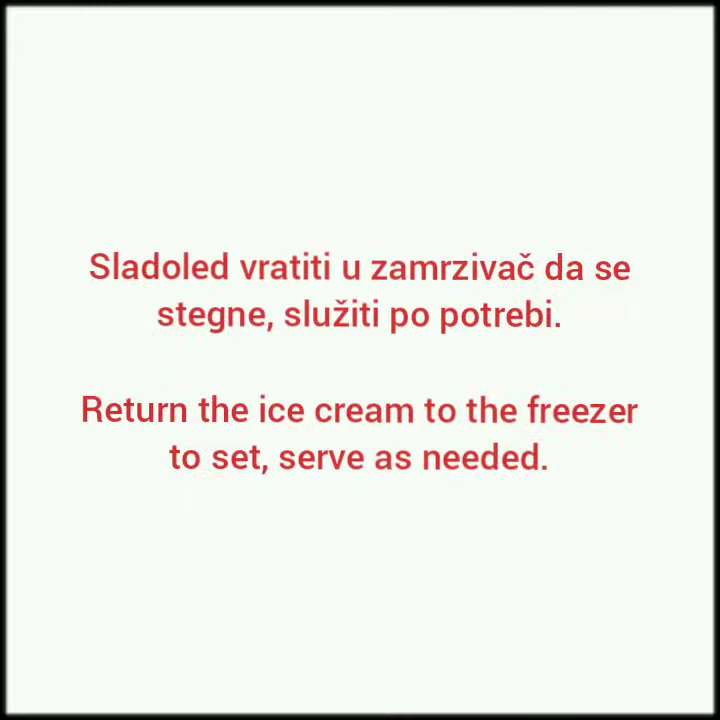 Sladoled vratiti u zamrzivač da se
stegne, služiti po potrebi.
Return the ice cream to the freezer
to set, serve as needed.